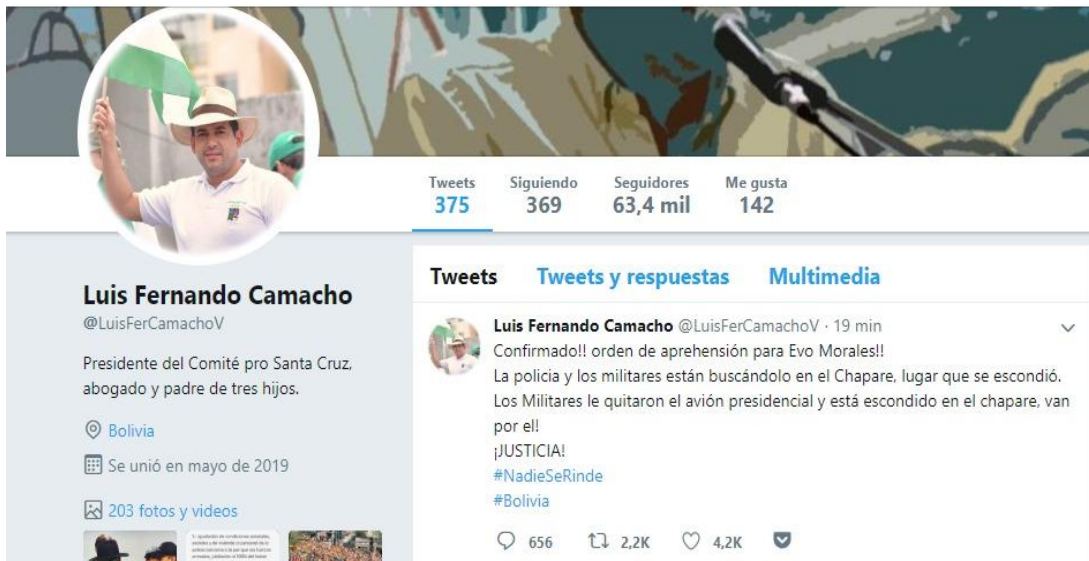 Tweets Siguiendo Seguidores Me gusta
375 369 63,4 mil 142
Luis Fernando Camacho
@LuisFerCamachoV
Presidente del Comité pro Santa Cruz,
abogado y padre de tres hijos.
Bolivia
Se unió en mayo de 2019
203 fotos y videos
Tweets Tweets y respuestas Multimedia
Luis Fernando Camacho @LuisFerCamachoV · 19 min
Confirmado!! orden de aprehensión para Evo Morales!!
La policia y los militares están buscándolo en el Chapare, lugar que se escondió.
Los Militares le quitaron el avión presidencial y está escondido en el chapare, van
por el!
¡JUSTICIA!
#NadieSeRinde
#Bolivia
656 2,2K 4,2K